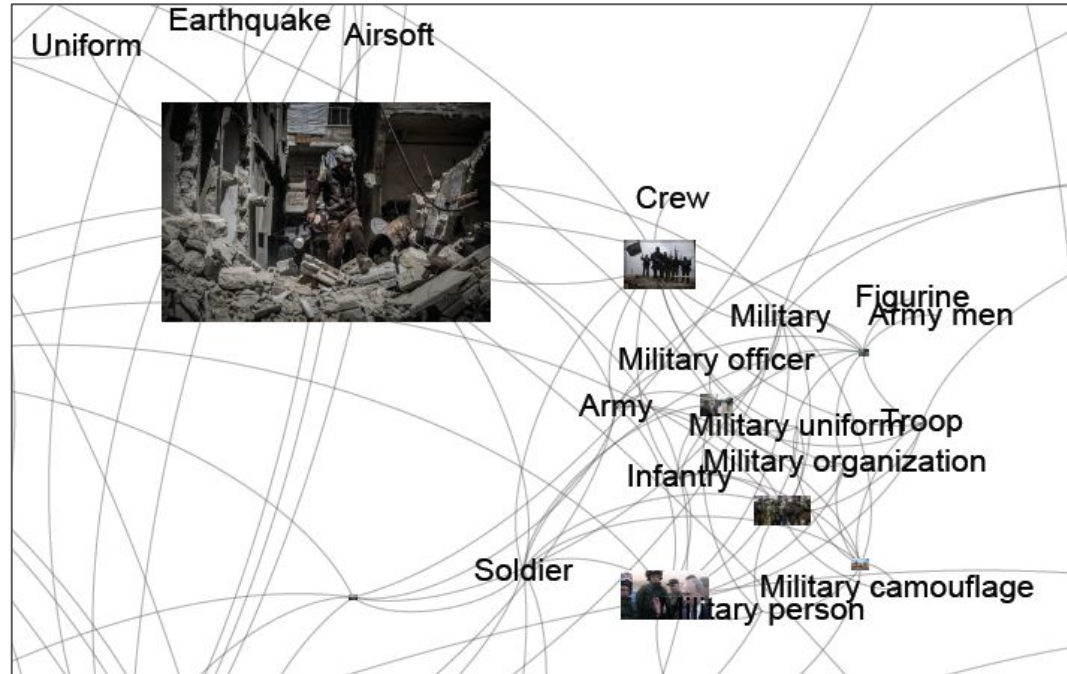 Earthquake
Uniform
Airsoft
Crew
Figurine
Military
Army men
Military officer
Army
Troop
Military uniform
Military organization
Infantry
Soldier
Military camouflage
Military person